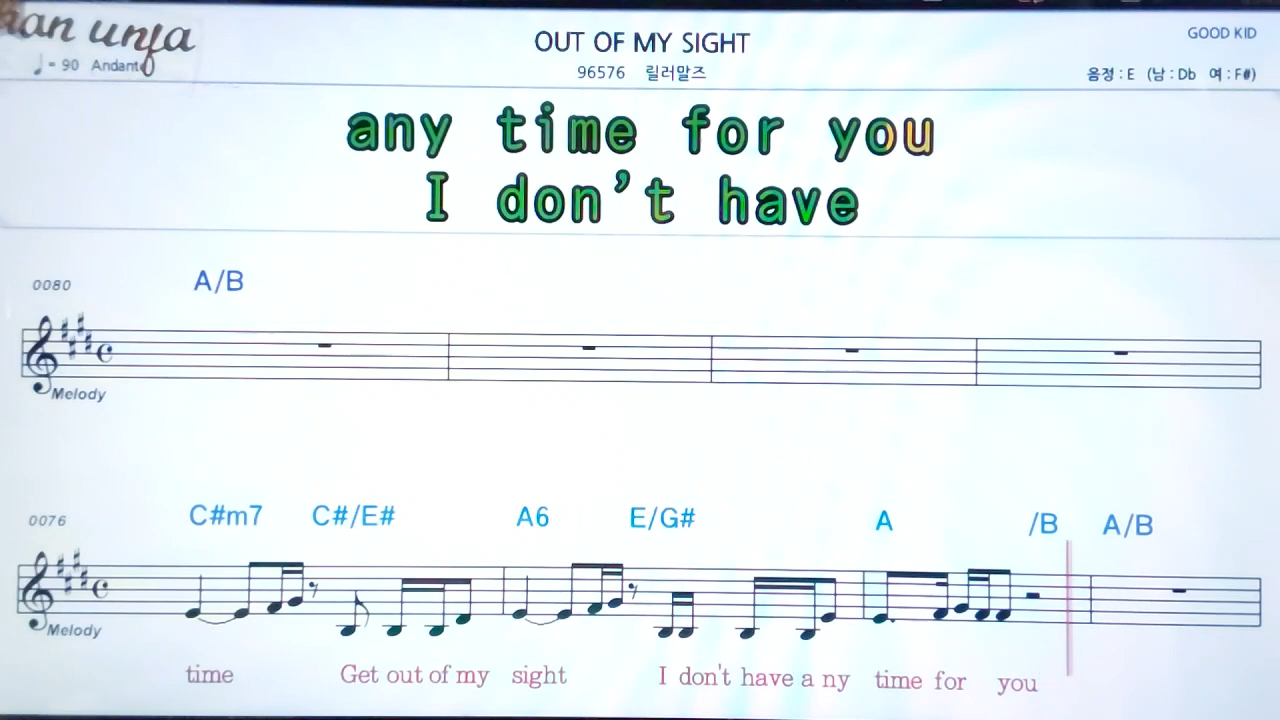 unfa
OUT OF MY SIGHT
GOOD KID
♩= 90 Andante
96576 릴러말즈
음정 : E (남 : Db 여 : F#)
any time for you
I don't have
0080 A/B
Melody
0076 C#m7 C#/E# A6 E/G# A /B A/B
Melody
time Get out of my sight I don't have a ny time for you